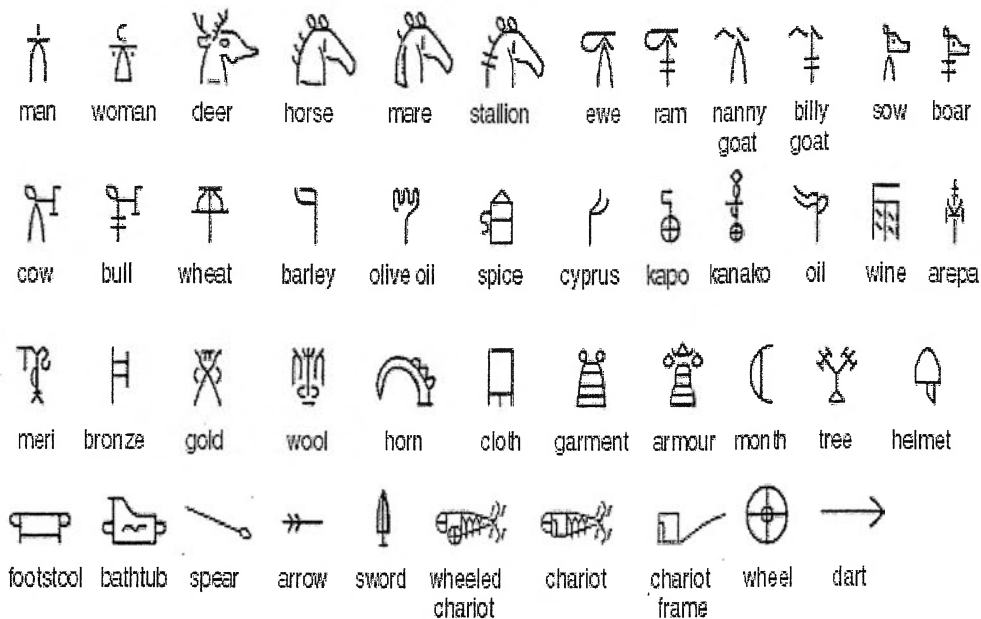 man woman deer horse mare stallion ewe ram nanny goat billy goat sow boar
cow bull wheat barley olive oil spice cyprus kapo kanako oil wine arepa
meri bronze gold wool horn cloth garment armour month tree helmet
footstool bathtub spear arrow sword wheeled chariot chariot chariot frame wheel dart